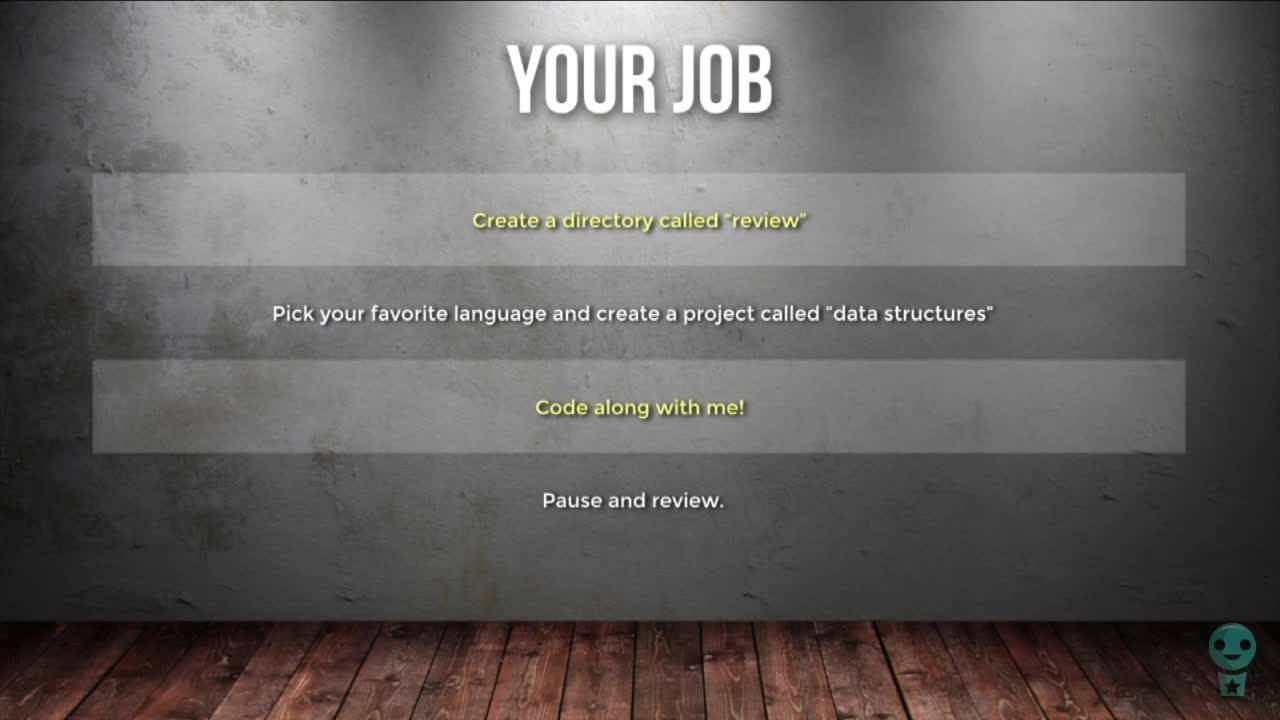 YOUR JOB
Create a directory called “review”
Pick your favorite language and create a project called “data structures”
Code along with me!
Pause and review.